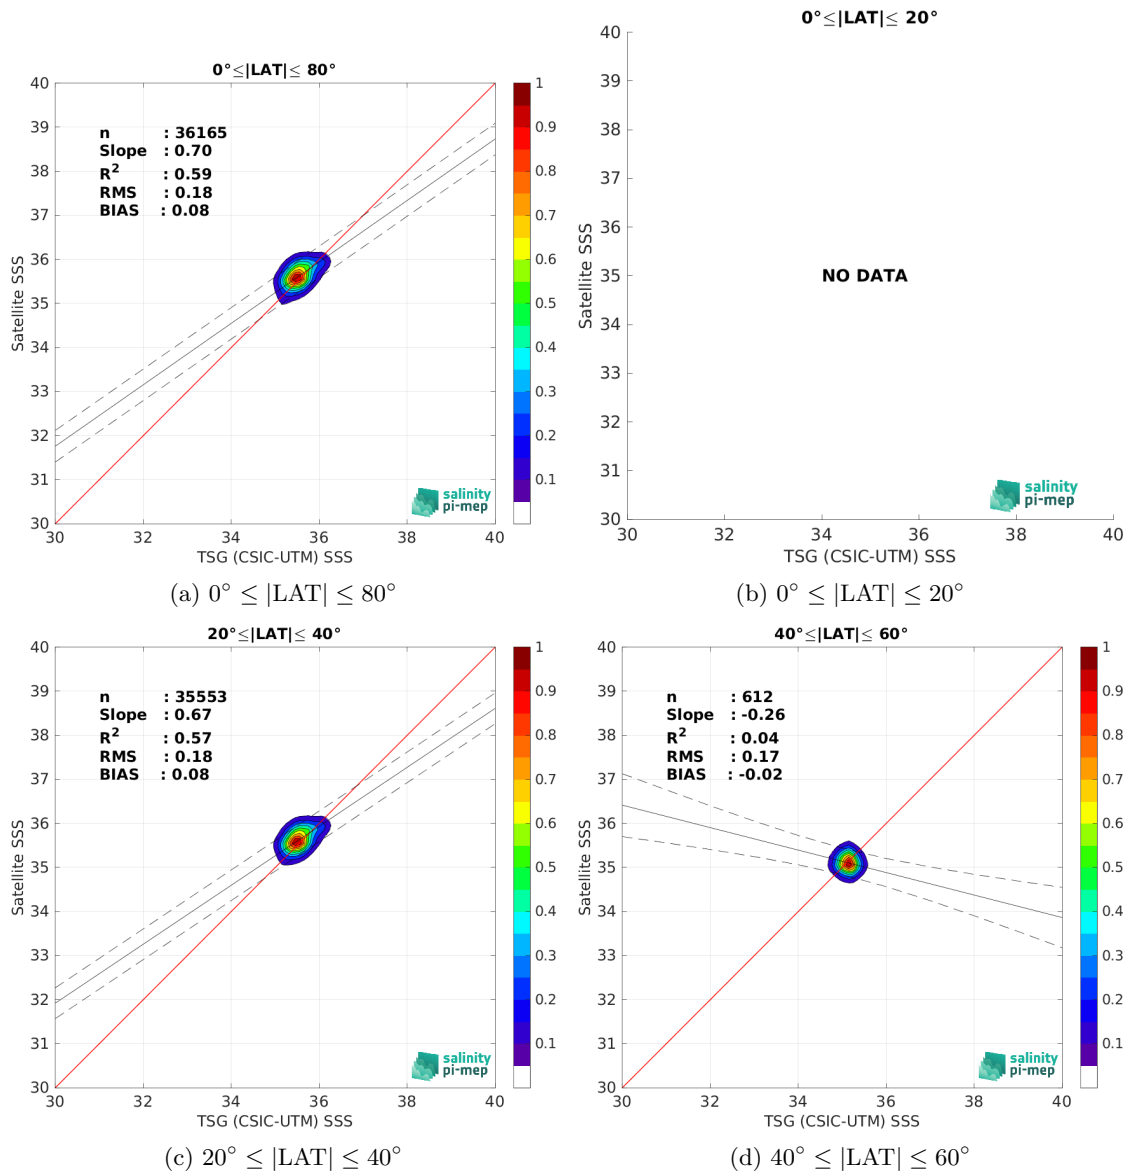 0°≤|LAT|≤ 80°
40
39
38
37
36
35
34
33
32
31
30
Satellite SSS
n : 36165
Slope : 0.70
R² : 0.59
RMS : 0.18
BIAS : 0.08
salinity
pi-mep
30 32 34 36 38 40
TSG (CSIC-UTM) SSS
1
0.9
0.8
0.7
0.6
0.5
0.4
0.3
0.2
0.1
(a) 0° ≤ |LAT| ≤ 80°
0°≤|LAT|≤ 20°
40
39
38
37
36
35
34
33
32
31
30
Satellite SSS
NO DATA
salinity
pi-mep
30 32 34 36 38 40
TSG (CSIC-UTM) SSS
(b) 0° ≤ |LAT| ≤ 20°
20°≤|LAT|≤ 40°
40
39
38
37
36
35
34
33
32
31
30
Satellite SSS
n : 35553
Slope : 0.67
R² : 0.57
RMS : 0.18
BIAS : 0.08
salinity
pi-mep
30 32 34 36 38 40
TSG (CSIC-UTM) SSS
1
0.9
0.8
0.7
0.6
0.5
0.4
0.3
0.2
0.1
(c) 20° ≤ |LAT| ≤ 40°
40°≤|LAT|≤ 60°
40
39
38
37
36
35
34
33
32
31
30
Satellite SSS
n : 612
Slope : -0.26
R² : 0.04
RMS : 0.17
BIAS : -0.02
salinity
pi-mep
30 32 34 36 38 40
TSG (CSIC-UTM) SSS
1
0.9
0.8
0.7
0.6
0.5
0.4
0.3
0.2
0.1
(d) 40° ≤ |LAT| ≤ 60°